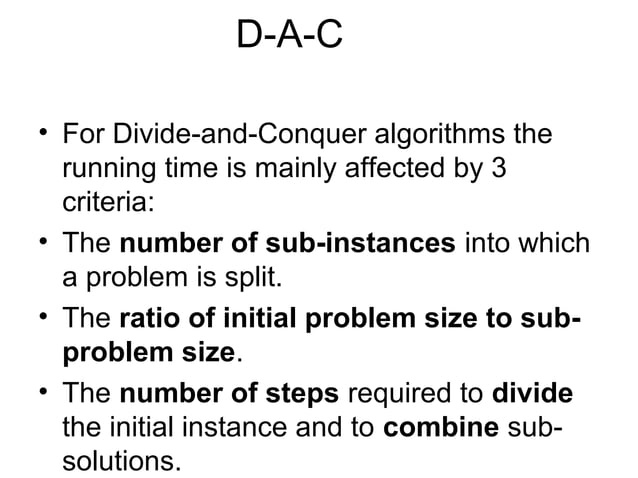 D-A-C
• For Divide-and-Conquer algorithms the
running time is mainly affected by 3
criteria:
• The number of sub-instances into which
a problem is split.
• The ratio of initial problem size to sub-
problem size.
• The number of steps required to divide
the initial instance and to combine sub-
solutions.